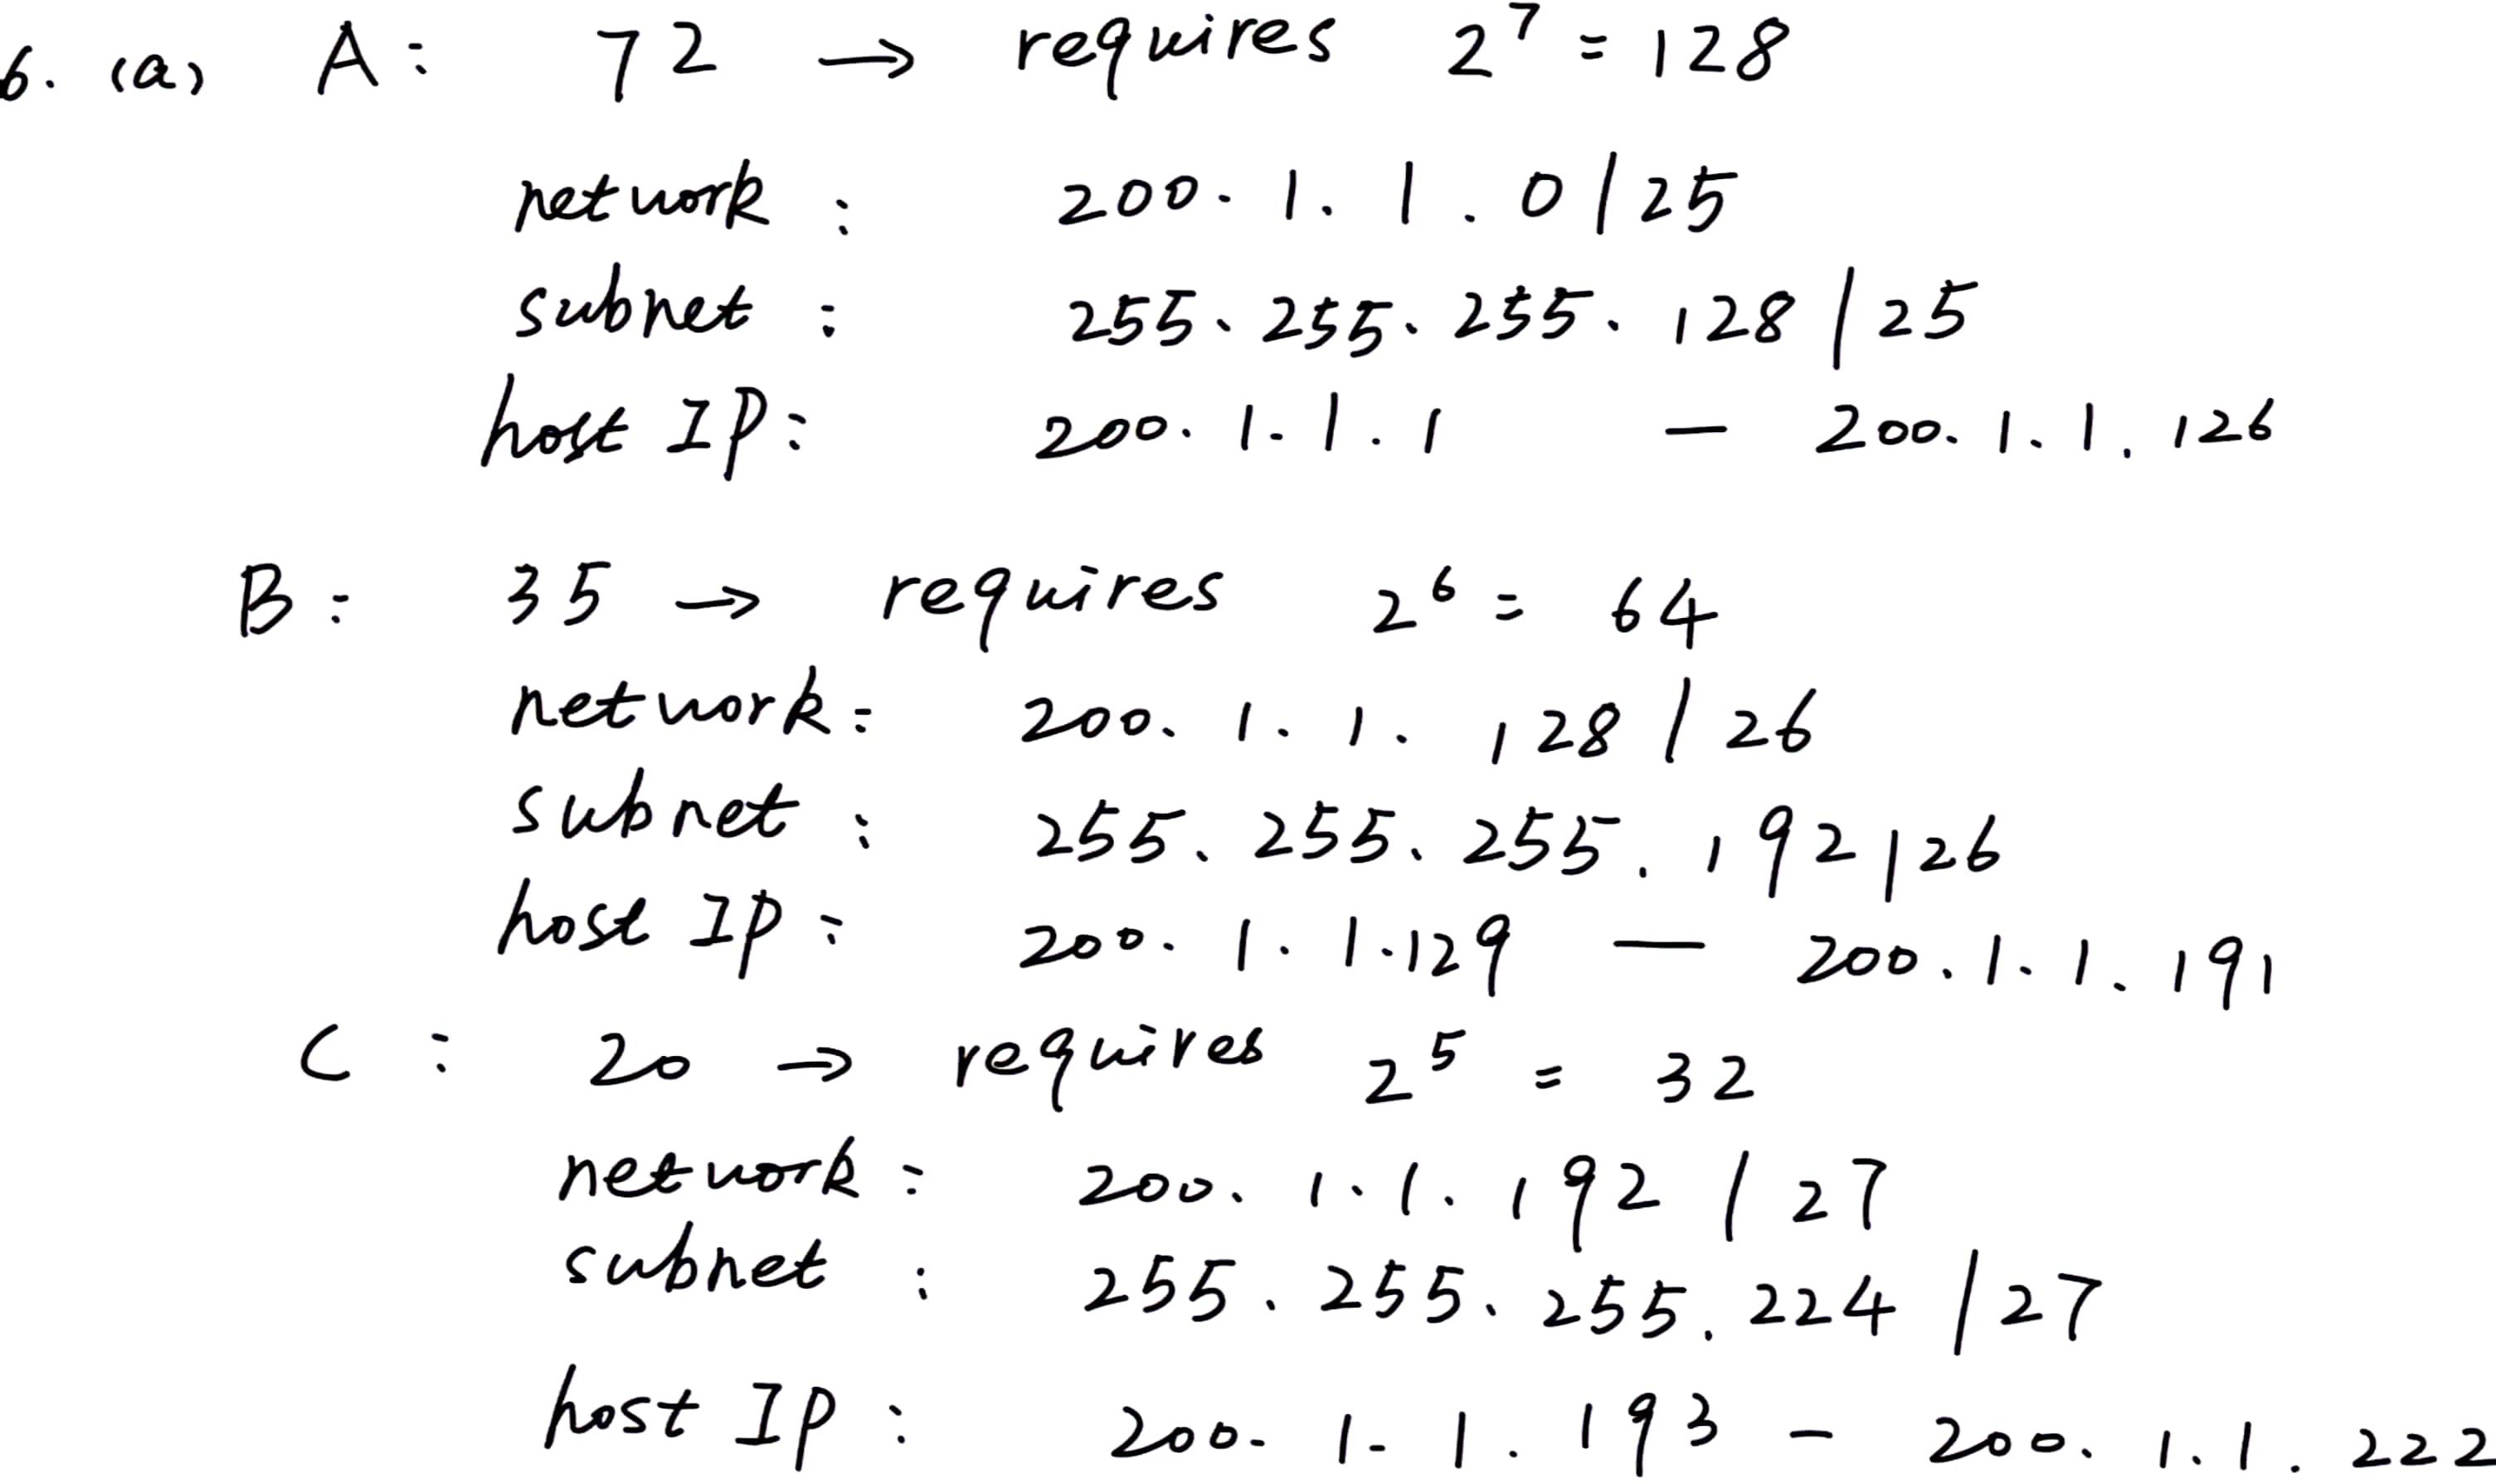 6. (a) A: 72 → requires 2^7 = 128
network: 200.1.1.0/25
subnet: 255.255.255.128/25
host IP: 200.1.1.1 — 200.1.1.126
B: 35 → requires 2^6 = 64
network: 200.1.1.128/26
subnet: 255.255.255.192/26
host IP: 200.1.1.129 — 200.1.1.191
C: 20 → requires 2^5 = 32
network: 200.1.1.192/27
subnet: 255.255.255.224/27
host IP: 200.1.1.193 - 200.1.1.222